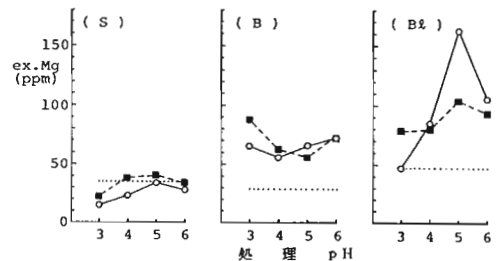 ( S )
( B )
( Bℓ )
ex.Mg
(ppm)
150
100
50
0
3 4 5 6
3 4 5 6
3 4 5 6
処 理 pH